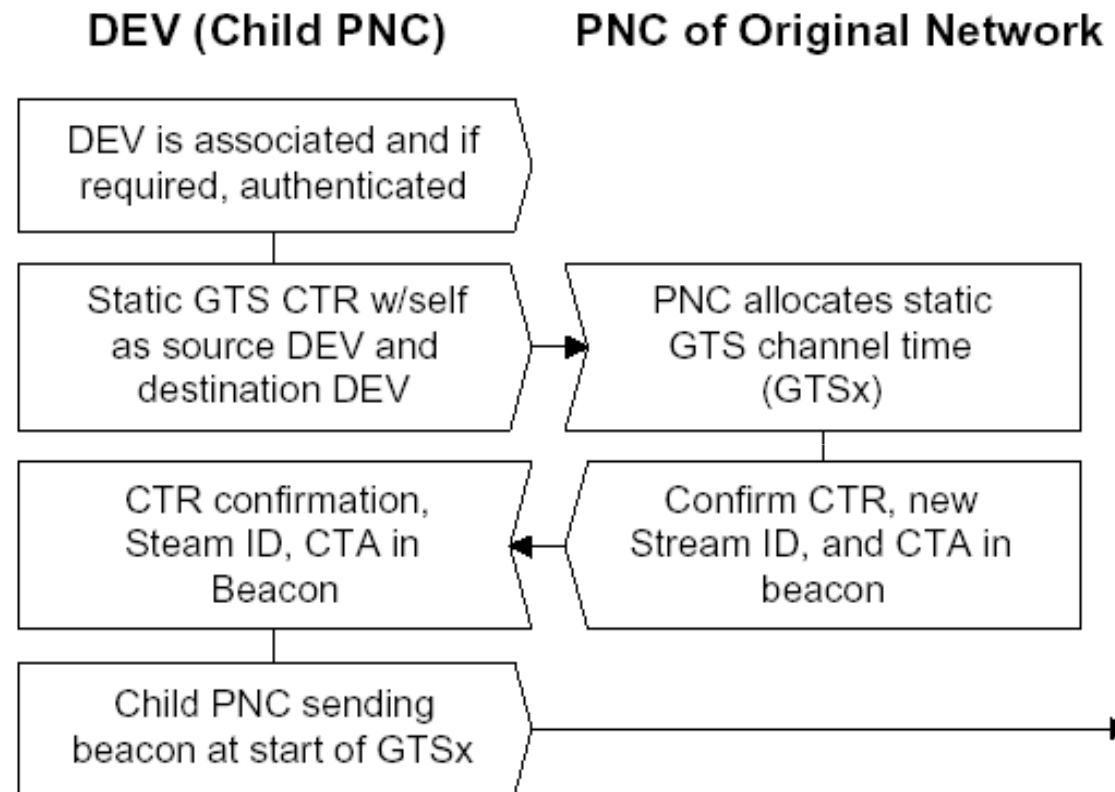 DEV (Child PNC)
PNC of Original Network
DEV is associated and if
required, authenticated
Static GTS CTR w/self
as source DEV and
destination DEV
PNC allocates static
GTS channel time
(GTSx)
CTR confirmation,
Steam ID, CTA in
Beacon
Confirm CTR, new
Stream ID, and CTA in
beacon
Child PNC sending
beacon at start of GTSx